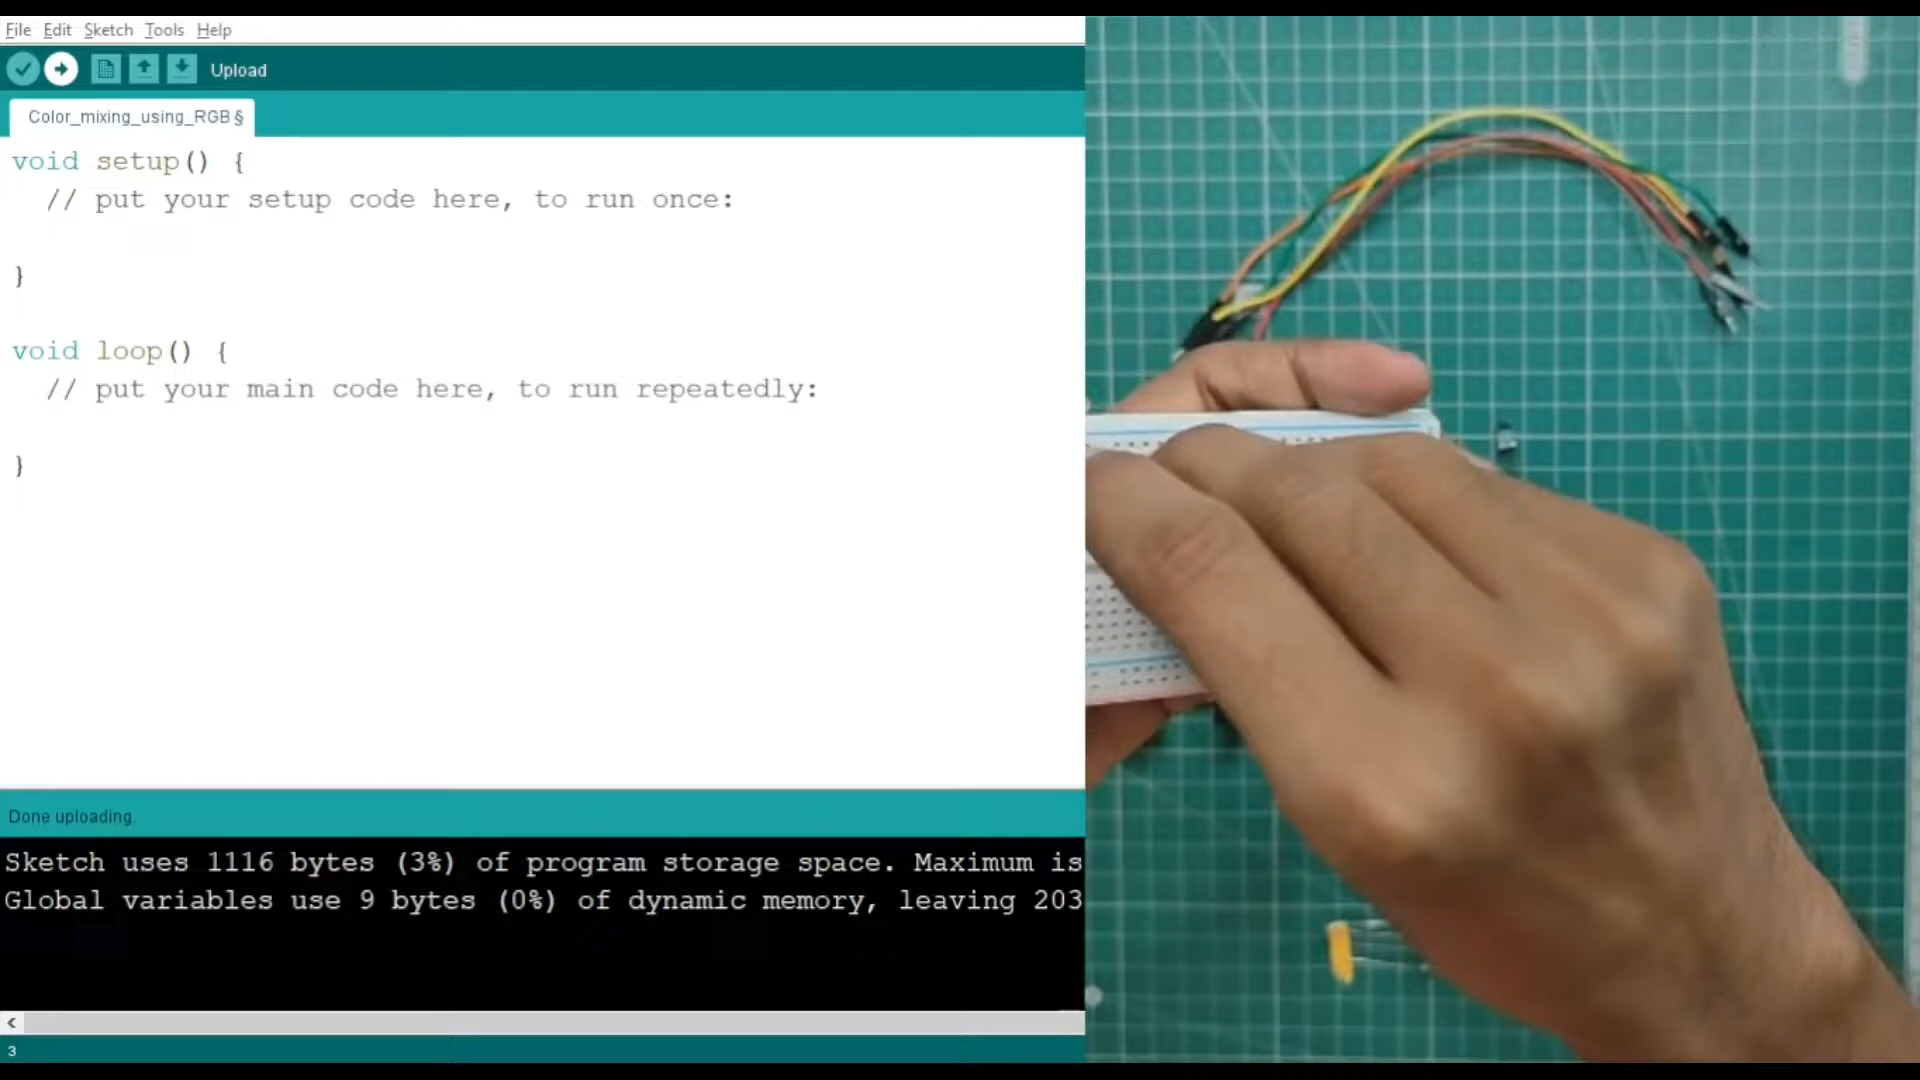 File Edit Sketch Tools Help
Upload
Color_mixing_using_RGB §
void setup() {
// put your setup code here, to run once:
}
void loop() {
// put your main code here, to run repeatedly:
}
Done uploading.
Sketch uses 1116 bytes (3%) of program storage space. Maximum is
Global variables use 9 bytes (0%) of dynamic memory, leaving 203
3